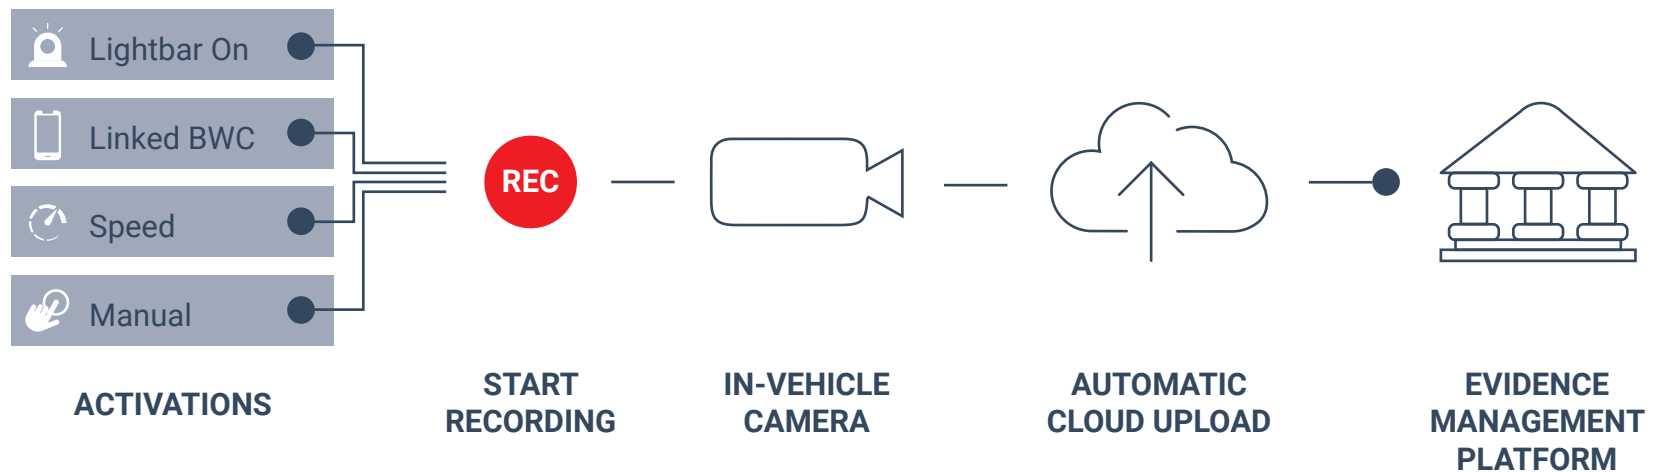 Lightbar On
Linked BWC
Speed
Manual
ACTIVATIONS
REC
START
RECORDING
IN-VEHICLE
CAMERA
AUTOMATIC
CLOUD UPLOAD
EVIDENCE
MANAGEMENT
PLATFORM